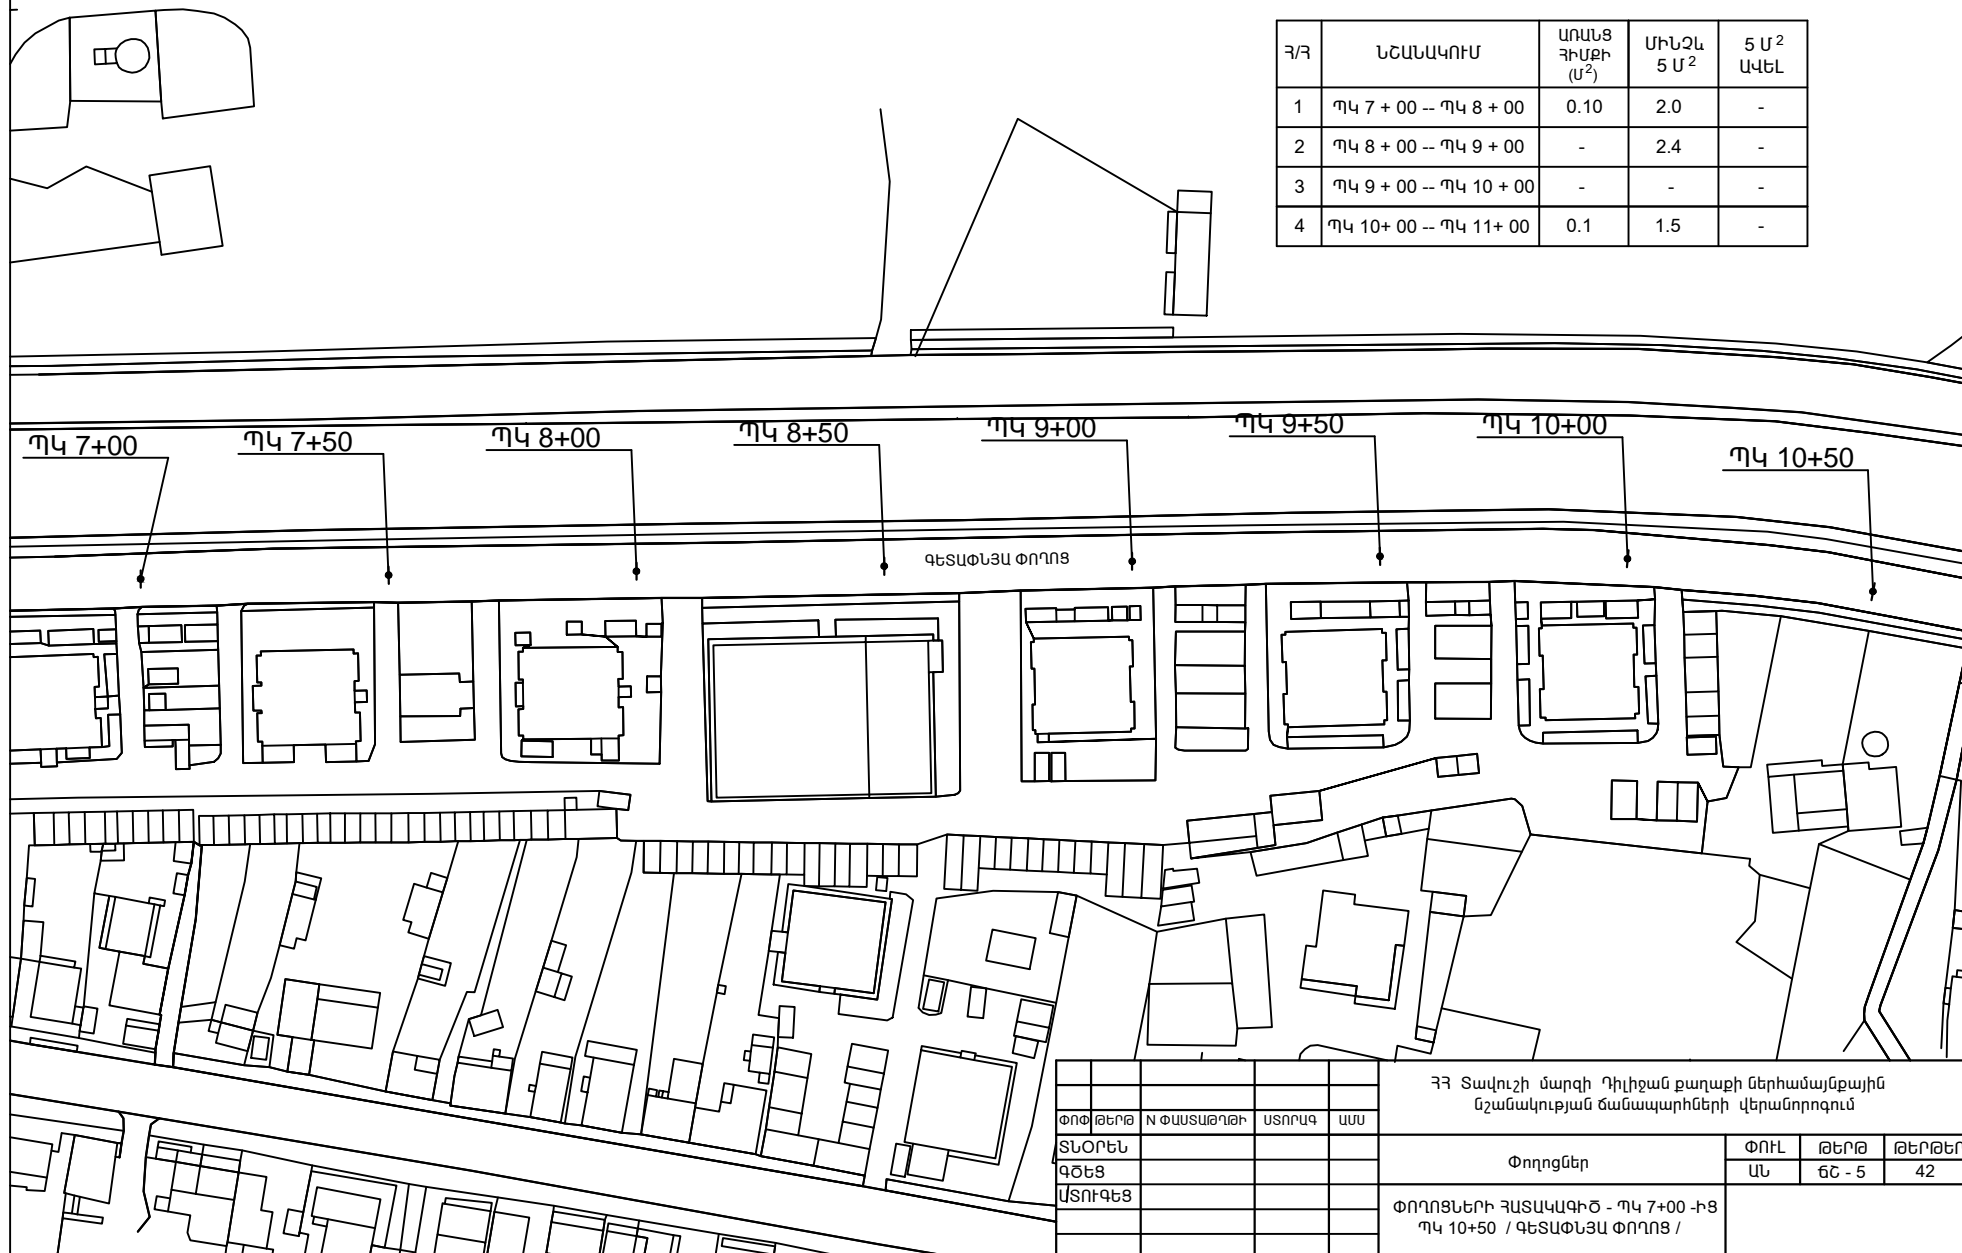 Հ/Հ ՆՇԱՆԱԿՈՒՄ ԱՌԱՆՑ ՀԻՄՔԻ (Մ²) ՄԻՆՉև 5 Մ² 5 Մ² ԱՎԵԼ
1 ՊԿ 7 + 00 -- ՊԿ 8 + 00 0.10 2.0 -
2 ՊԿ 8 + 00 -- ՊԿ 9 + 00 - 2.4 -
3 ՊԿ 9 + 00 -- ՊԿ 10 + 00 - - -
4 ՊԿ 10+ 00 -- ՊԿ 11+ 00 0.1 1.5 -
ՊԿ 7+00
ՊԿ 7+50
ՊԿ 8+00
ՊԿ 8+50
ՊԿ 9+00
ՊԿ 9+50
ՊԿ 10+00
ՊԿ 10+50
ԳԵՏԱՓՆՅԱ ՓՈՂՈՑ
ՀՀ Տավուշի մարզի Դիլիջան քաղաքի ներհամայնքային
նշանակության ճանապարհների վերանորոգում
ՓՈՓ ԹԵՐԹ N ՓԱՍՏԱԹՂԹԻ ՍՏՈՐԱԳ ԱՄՍ
ՏՆՕՐԵՆ
ԳԾԵՑ
ՍՏՈՒԳԵՑ
Փողոցներ
ՓՈՒԼ ԹԵՐԹ ԹԵՐԹԵՐ
ԱՆ ՃՇ - 5 42
ՓՈՂՈՑՆԵՐԻ ՀԱՏԱԿԱԳԻԾ - ՊԿ 7+00 -ԻՑ
ՊԿ 10+50 / ԳԵՏԱՓՆՅԱ ՓՈՂՈՑ /